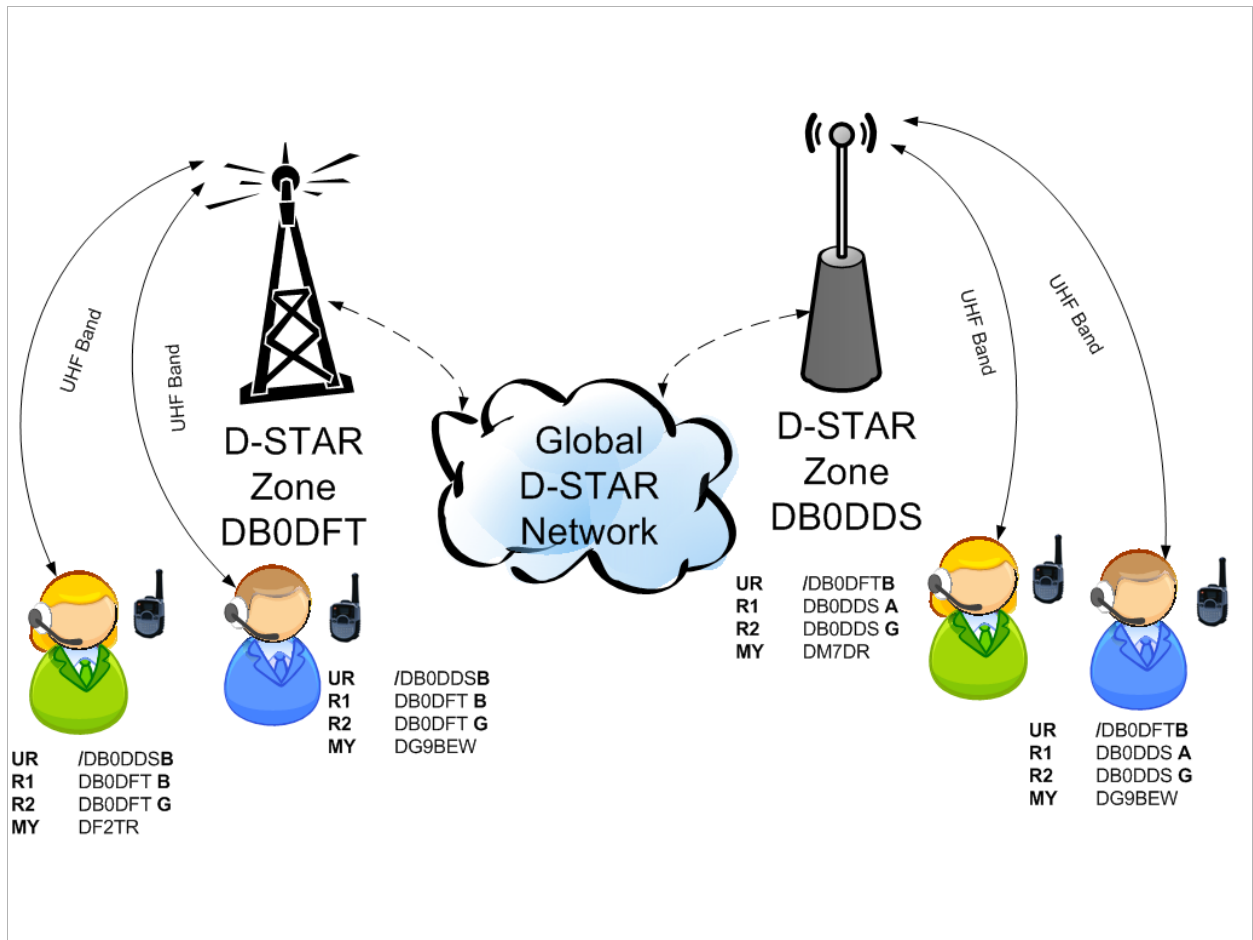 UHF Band
UHF Band
D-STAR
Zone
DB0DFT
Global
D-STAR
Network
D-STAR
Zone
DB0DDS
UHF Band
UHF Band
UR /DB0DDSB
R1 DB0DFT B
R2 DB0DFT G
MY DF2TR
UR /DB0DDSB
R1 DB0DFT B
R2 DB0DFT G
MY DG9BEW
UR /DB0DFTB
R1 DB0DDS A
R2 DB0DDS G
MY DM7DR
UR /DB0DFTB
R1 DB0DDS A
R2 DB0DDS G
MY DG9BEW